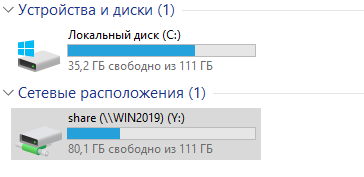 Устройства и диски (1)
Локальный диск (C:)
35,2 ГБ свободно из 111 ГБ
Сетевые расположения (1)
share (\\WIN2019) (Y:)
80,1 ГБ свободно из 111 ГБ